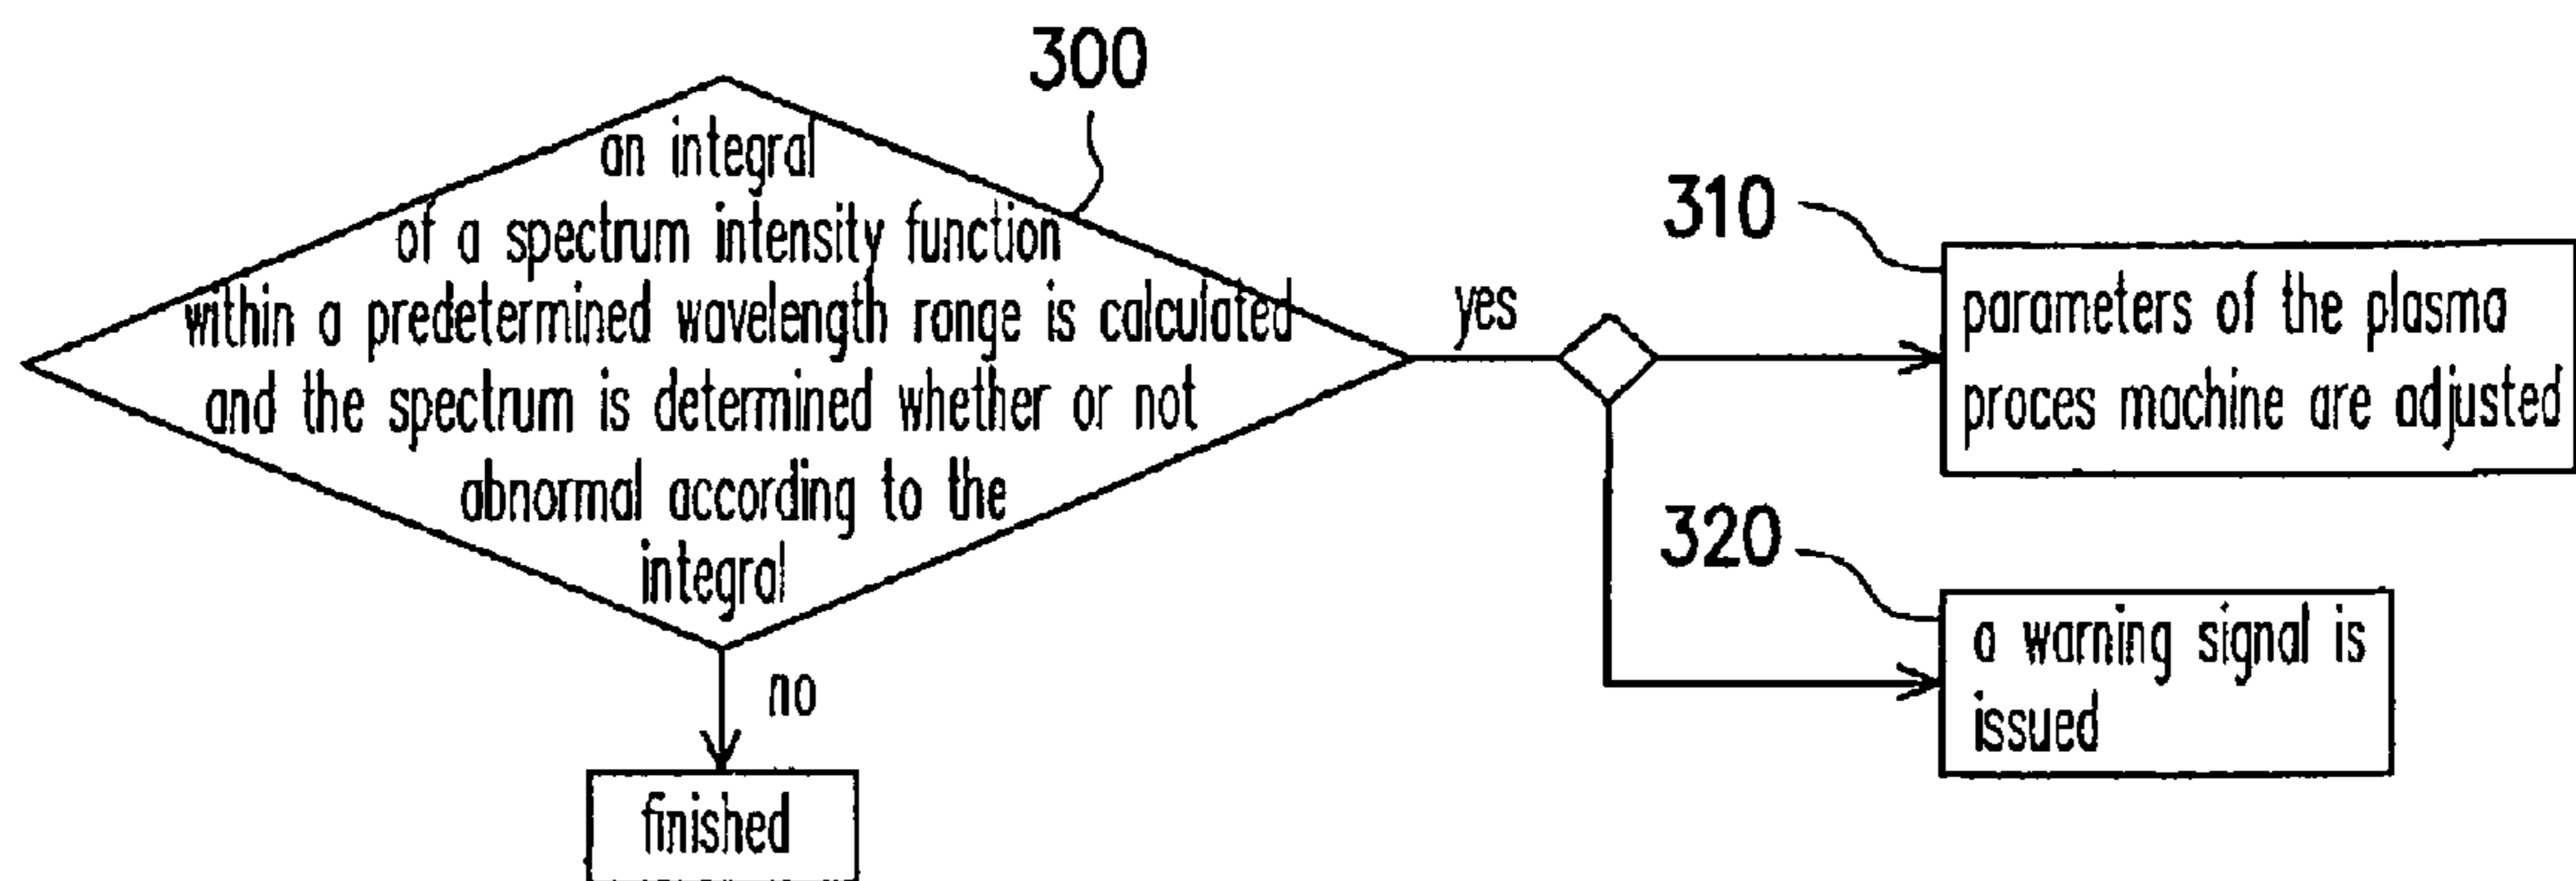 300
an integral
of a spectrum intensity function
within a predetermined wavelength range is calculated
and the spectrum is determined whether or not
abnormal according to the
integral
yes
310
parameters of the plasma
proces machine are adjusted
320
a warning signal is
issued
no
finished